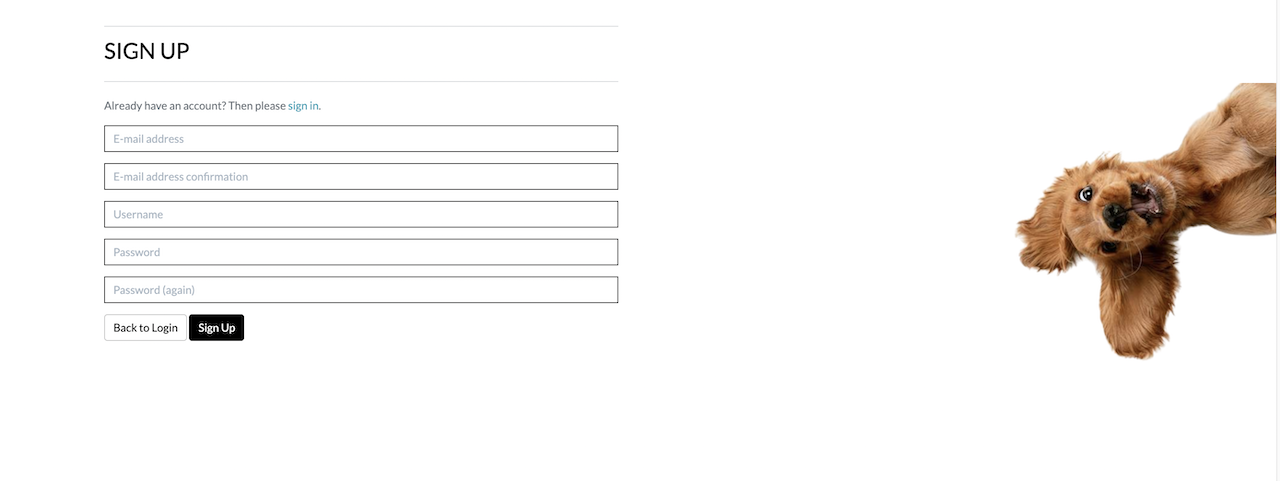 SIGN UP
Already have an account? Then please sign in.
E-mail address
E-mail address confirmation
Username
Password
Password (again)
Back to Login Sign Up